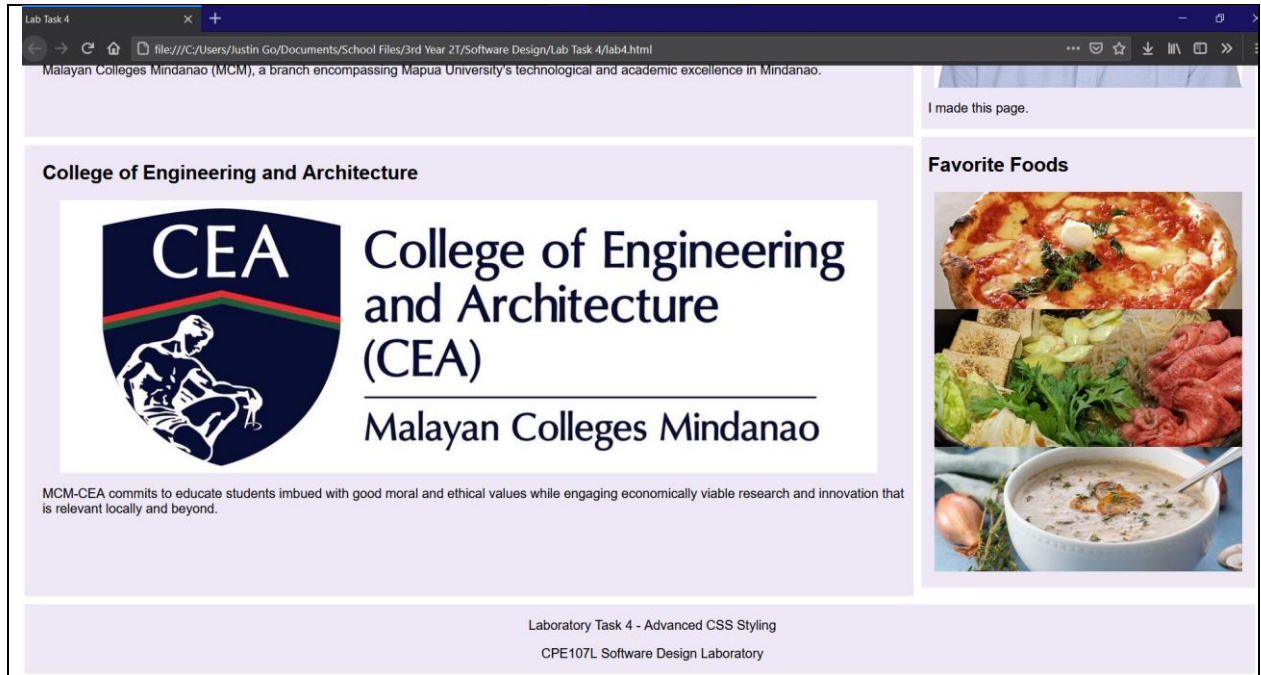 Lab Task 4
file:///C:/Users/Justin Go/Documents/School Files/3rd Year 2T/Software Design/Lab Task 4/lab4.html
Malayan Colleges Mindanao (MCM), a branch encompassing Mapua University's technological and academic excellence in Mindanao.
College of Engineering and Architecture
CEA
College of Engineering
and Architecture
(CEA)
Malayan Colleges Mindanao
MCM-CEA commits to educate students imbued with good moral and ethical values while engaging economically viable research and innovation that
is relevant locally and beyond.
I made this page.
Favorite Foods
Laboratory Task 4 - Advanced CSS Styling
CPE107L Software Design Laboratory